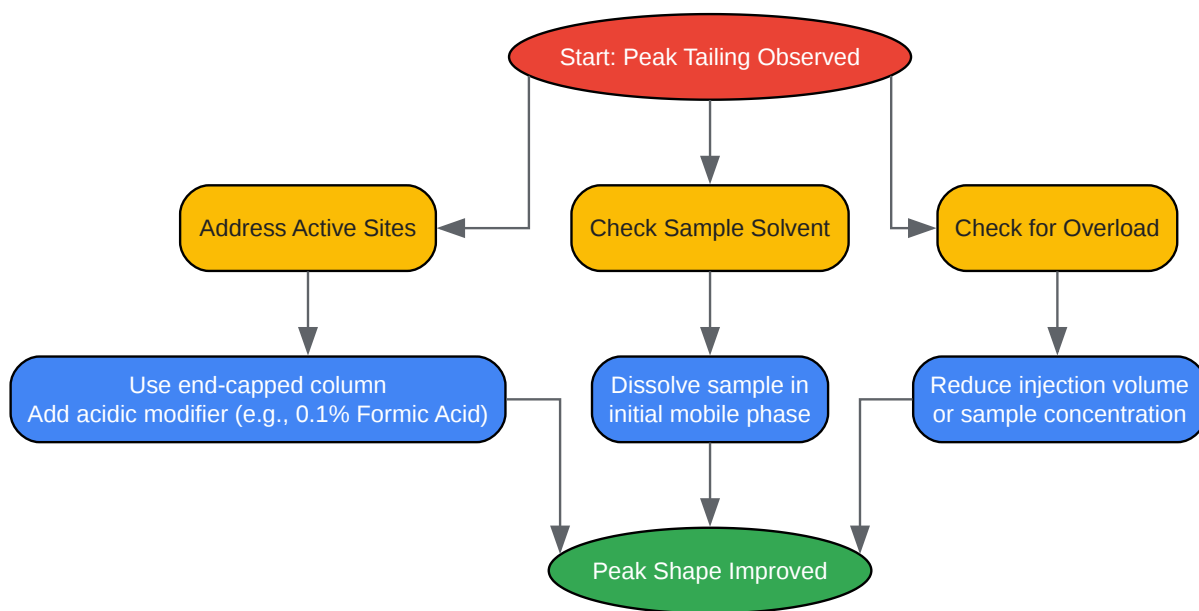 Start: Peak Tailing Observed
Address Active Sites
Check Sample Solvent
Check for Overload
Use end-capped column
Add acidic modifier (e.g., 0.1% Formic Acid)
Dissolve sample in
initial mobile phase
Reduce injection volume
or sample concentration
Peak Shape Improved